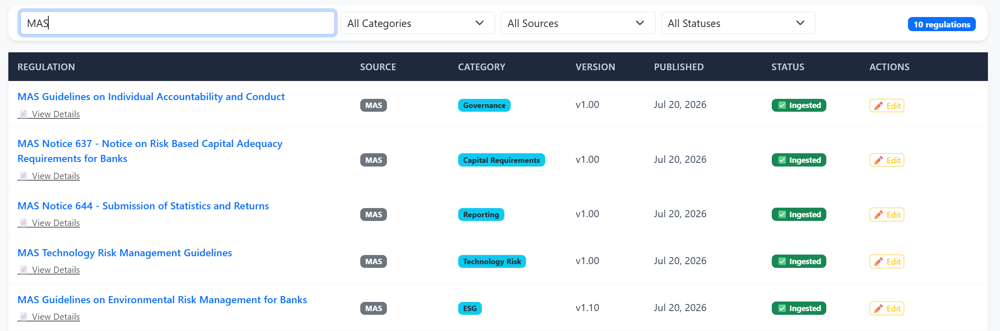 MAS
All Categories
All Sources
All Statuses
10 regulations
REGULATION SOURCE CATEGORY VERSION PUBLISHED STATUS ACTIONS
MAS Guidelines on Individual Accountability and Conduct
View Details
MAS Governance v1.00 Jul 20, 2026 Ingested Edit
MAS Notice 637 - Notice on Risk Based Capital Adequacy
Requirements for Banks
View Details
MAS Capital Requirements v1.00 Jul 20, 2026 Ingested Edit
MAS Notice 644 - Submission of Statistics and Returns
View Details
MAS Reporting v1.00 Jul 20, 2026 Ingested Edit
MAS Technology Risk Management Guidelines
View Details
MAS Technology Risk v1.00 Jul 20, 2026 Ingested Edit
MAS Guidelines on Environmental Risk Management for Banks
View Details
MAS ESG v1.10 Jul 20, 2026 Ingested Edit